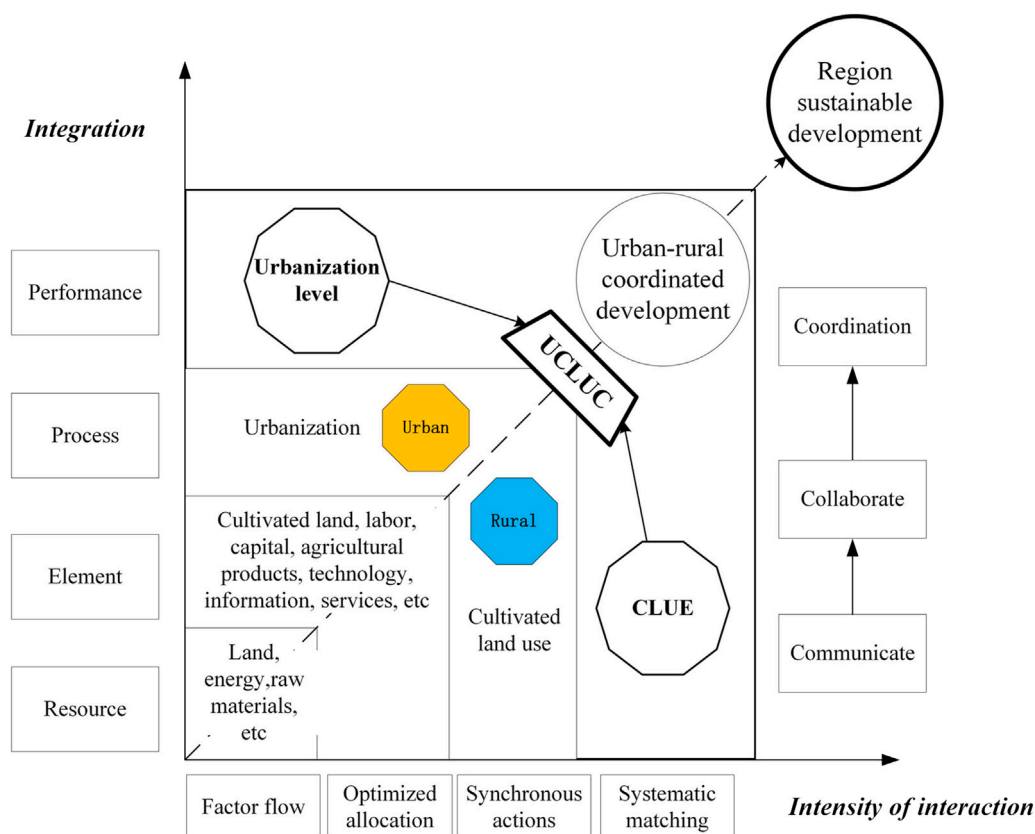 Integration
Region
sustainable
development
Performance
Urbanization
level
Urban-rural
coordinated
development
UCLUC
Coordination
Process
Urbanization
Urban
Collaborate
Element
Cultivated land, labor,
capital, agricultural
products, technology,
information, services, etc
Rural
Cultivated
land use
CLUE
Communicate
Resource
Land,
energy,raw
materials,
etc
Factor flow
Optimized
allocation
Synchronous
actions
Systematic
matching
Intensity of interaction